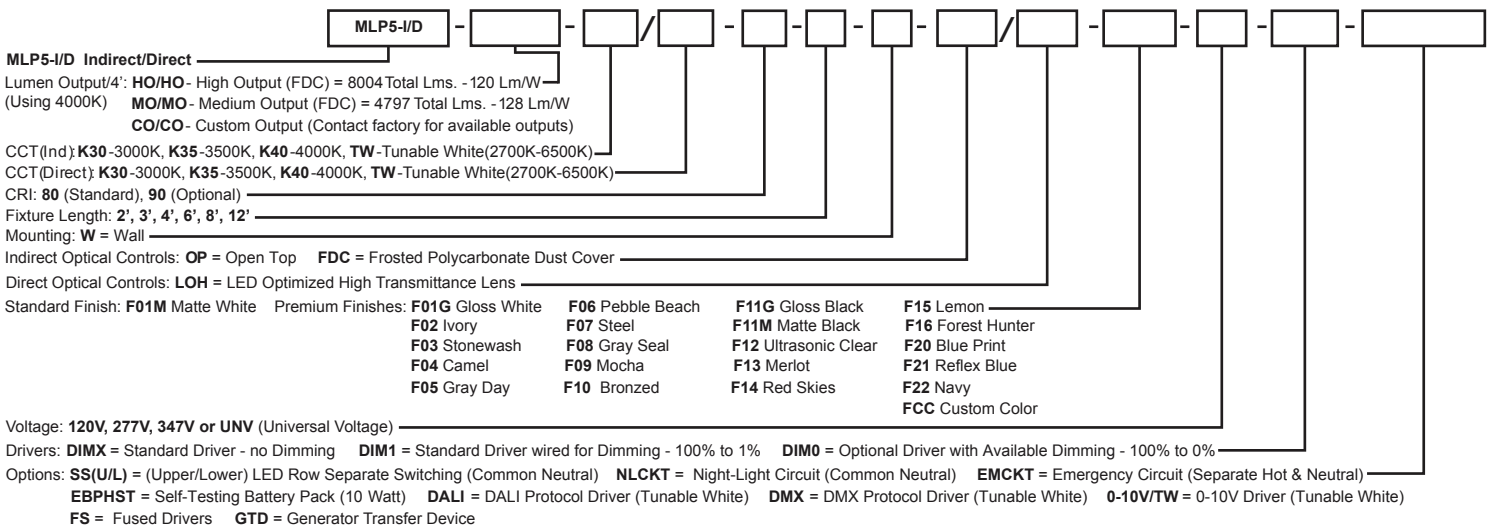 MLP5-I/D - - / - - - - / - - - -
MLP5-I/D Indirect/Direct
Lumen Output/4': HO/HO - High Output (FDC) = 8004 Total Lms. - 120 Lm/W
(Using 4000K) MO/MO - Medium Output (FDC) = 4797 Total Lms. - 128 Lm/W
CO/CO - Custom Output (Contact factory for available outputs)
CCT(Ind): K30 -3000K, K35 -3500K, K40 -4000K, TW -Tunable White(2700K-6500K)
CCT(Direct): K30 -3000K, K35 -3500K, K40 -4000K, TW -Tunable White(2700K-6500K)
CRI: 80 (Standard), 90 (Optional)
Fixture Length: 2', 3', 4', 6', 8', 12'
Mounting: W = Wall
Indirect Optical Controls: OP = Open Top FDC = Frosted Polycarbonate Dust Cover
Direct Optical Controls: LOH = LED Optimized High Transmittance Lens
Standard Finish: F01M Matte White Premium Finishes: F01G Gloss White F06 Pebble Beach F11G Gloss Black F15 Lemon
F02 Ivory F07 Steel F11M Matte Black F16 Forest Hunter
F03 Stonewash F08 Gray Seal F12 Ultrasonic Clear F20 Blue Print
F04 Camel F09 Mocha F13 Merlot F21 Reflex Blue
F05 Gray Day F10 Bronzed F14 Red Skies F22 Navy
FCC Custom Color
Voltage: 120V, 277V, 347V or UNV (Universal Voltage)
Drivers: DIMX = Standard Driver - no Dimming DIM1 = Standard Driver wired for Dimming - 100% to 1% DIM0 = Optional Driver with Available Dimming - 100% to 0%
Options: SS(U/L) = (Upper/Lower) LED Row Separate Switching (Common Neutral) NLCKT = Night-Light Circuit (Common Neutral) EMCKT = Emergency Circuit (Separate Hot & Neutral)
EBPHST = Self-Testing Battery Pack (10 Watt) DALI = DALI Protocol Driver (Tunable White) DMX = DMX Protocol Driver (Tunable White) 0-10V/TW = 0-10V Driver (Tunable White)
FS = Fused Drivers GTD = Generator Transfer Device